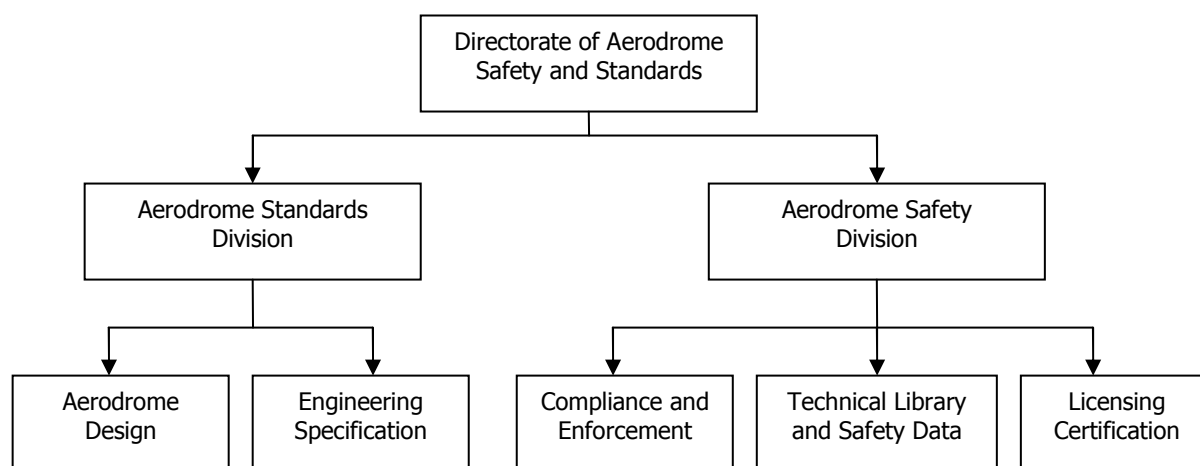 Directorate of Aerodrome
Safety and Standards
Aerodrome Standards
Division
Aerodrome Safety
Division
Aerodrome
Design
Engineering
Specification
Compliance and
Enforcement
Technical Library
and Safety Data
Licensing
Certification